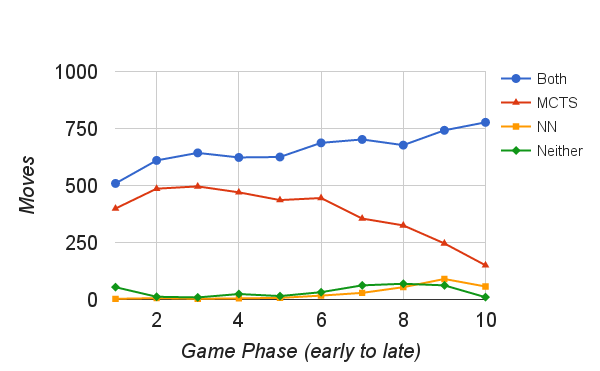 1000
750
500
250
0
Moves
2 4 6 8 10
Game Phase (early to late)
Both
MCTS
NN
Neither